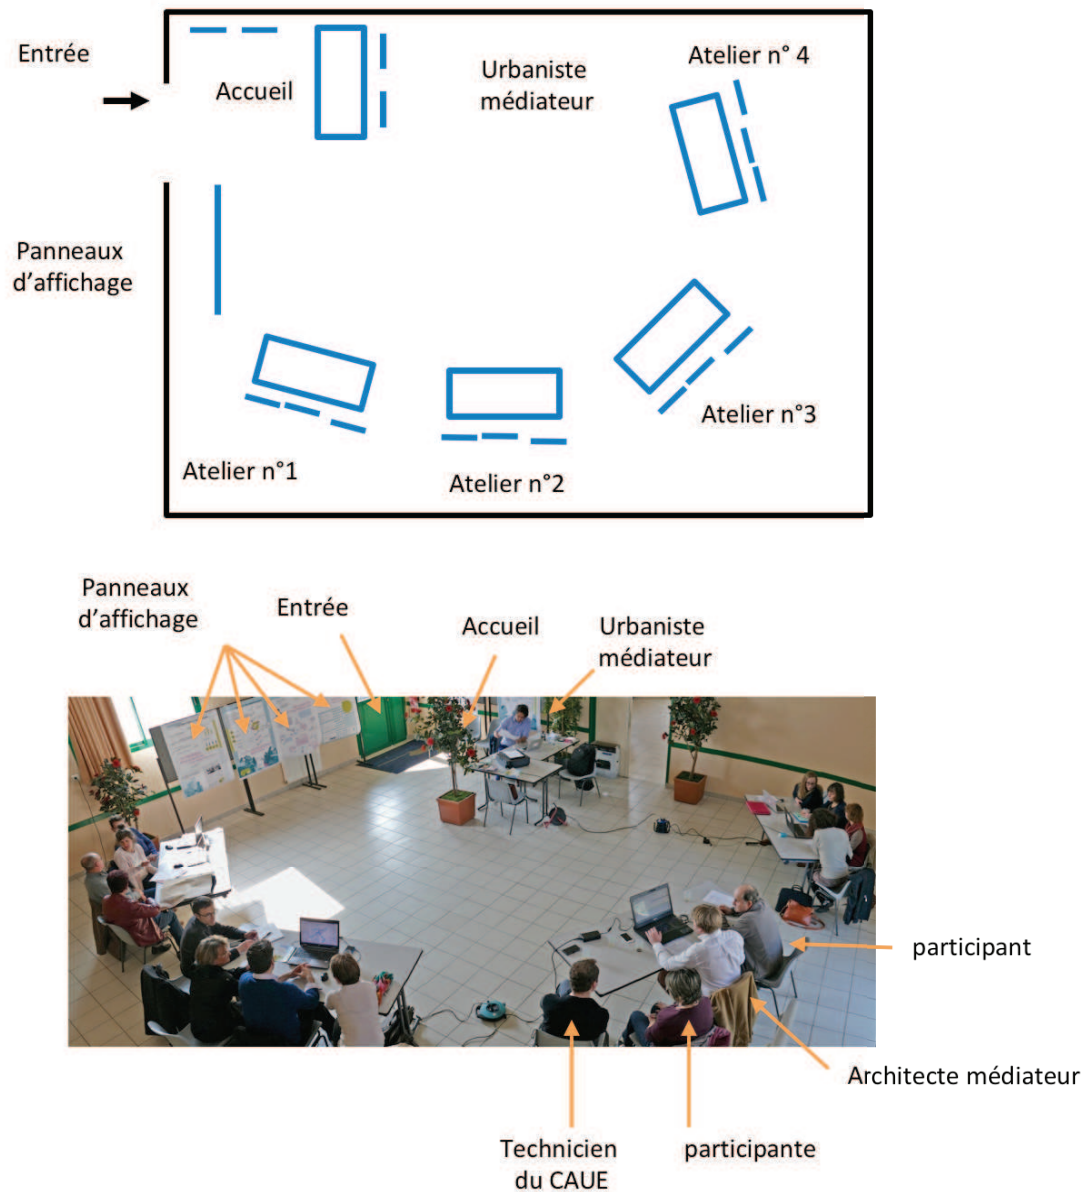 Entrée
Accueil
Urbaniste
médiateur
Atelier n° 4
Panneaux
d’affichage
Atelier n°3
Atelier n°1
Atelier n°2
Panneaux
d’affichage
Entrée
Accueil
Urbaniste
médiateur
participant
Architecte médiateur
Technicien
du CAUE
participante